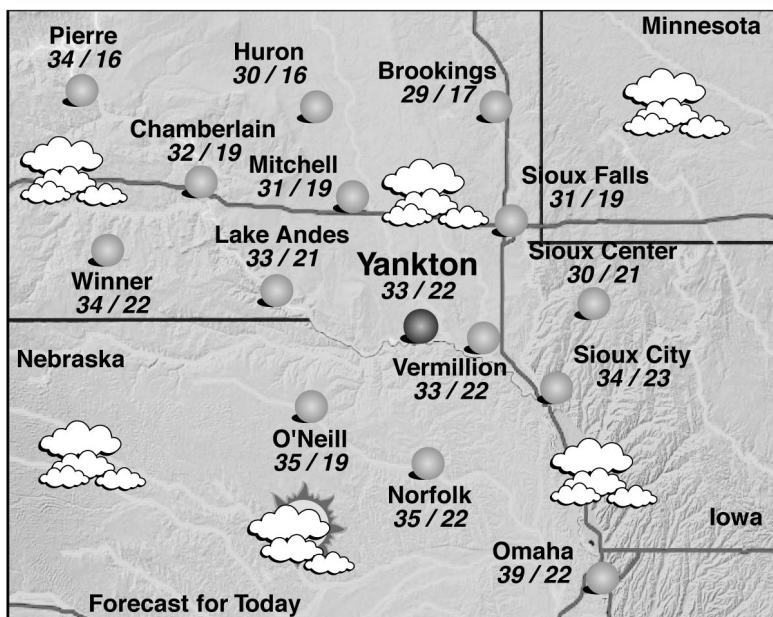 Minnesota
Pierre
34 / 16
Huron
30 / 16
Brookings
29 / 17
Chamberlain
32 / 19
Mitchell
31 / 19
Sioux Falls
31 / 19
Lake Andes
33 / 21
Yankton
33 / 22
Sioux Center
30 / 21
Winner
34 / 22
Nebraska
Vermillion
33 / 22
Sioux City
34 / 23
O'Neill
35 / 19
Norfolk
35 / 22
Iowa
Omaha
39 / 22
Forecast for Today